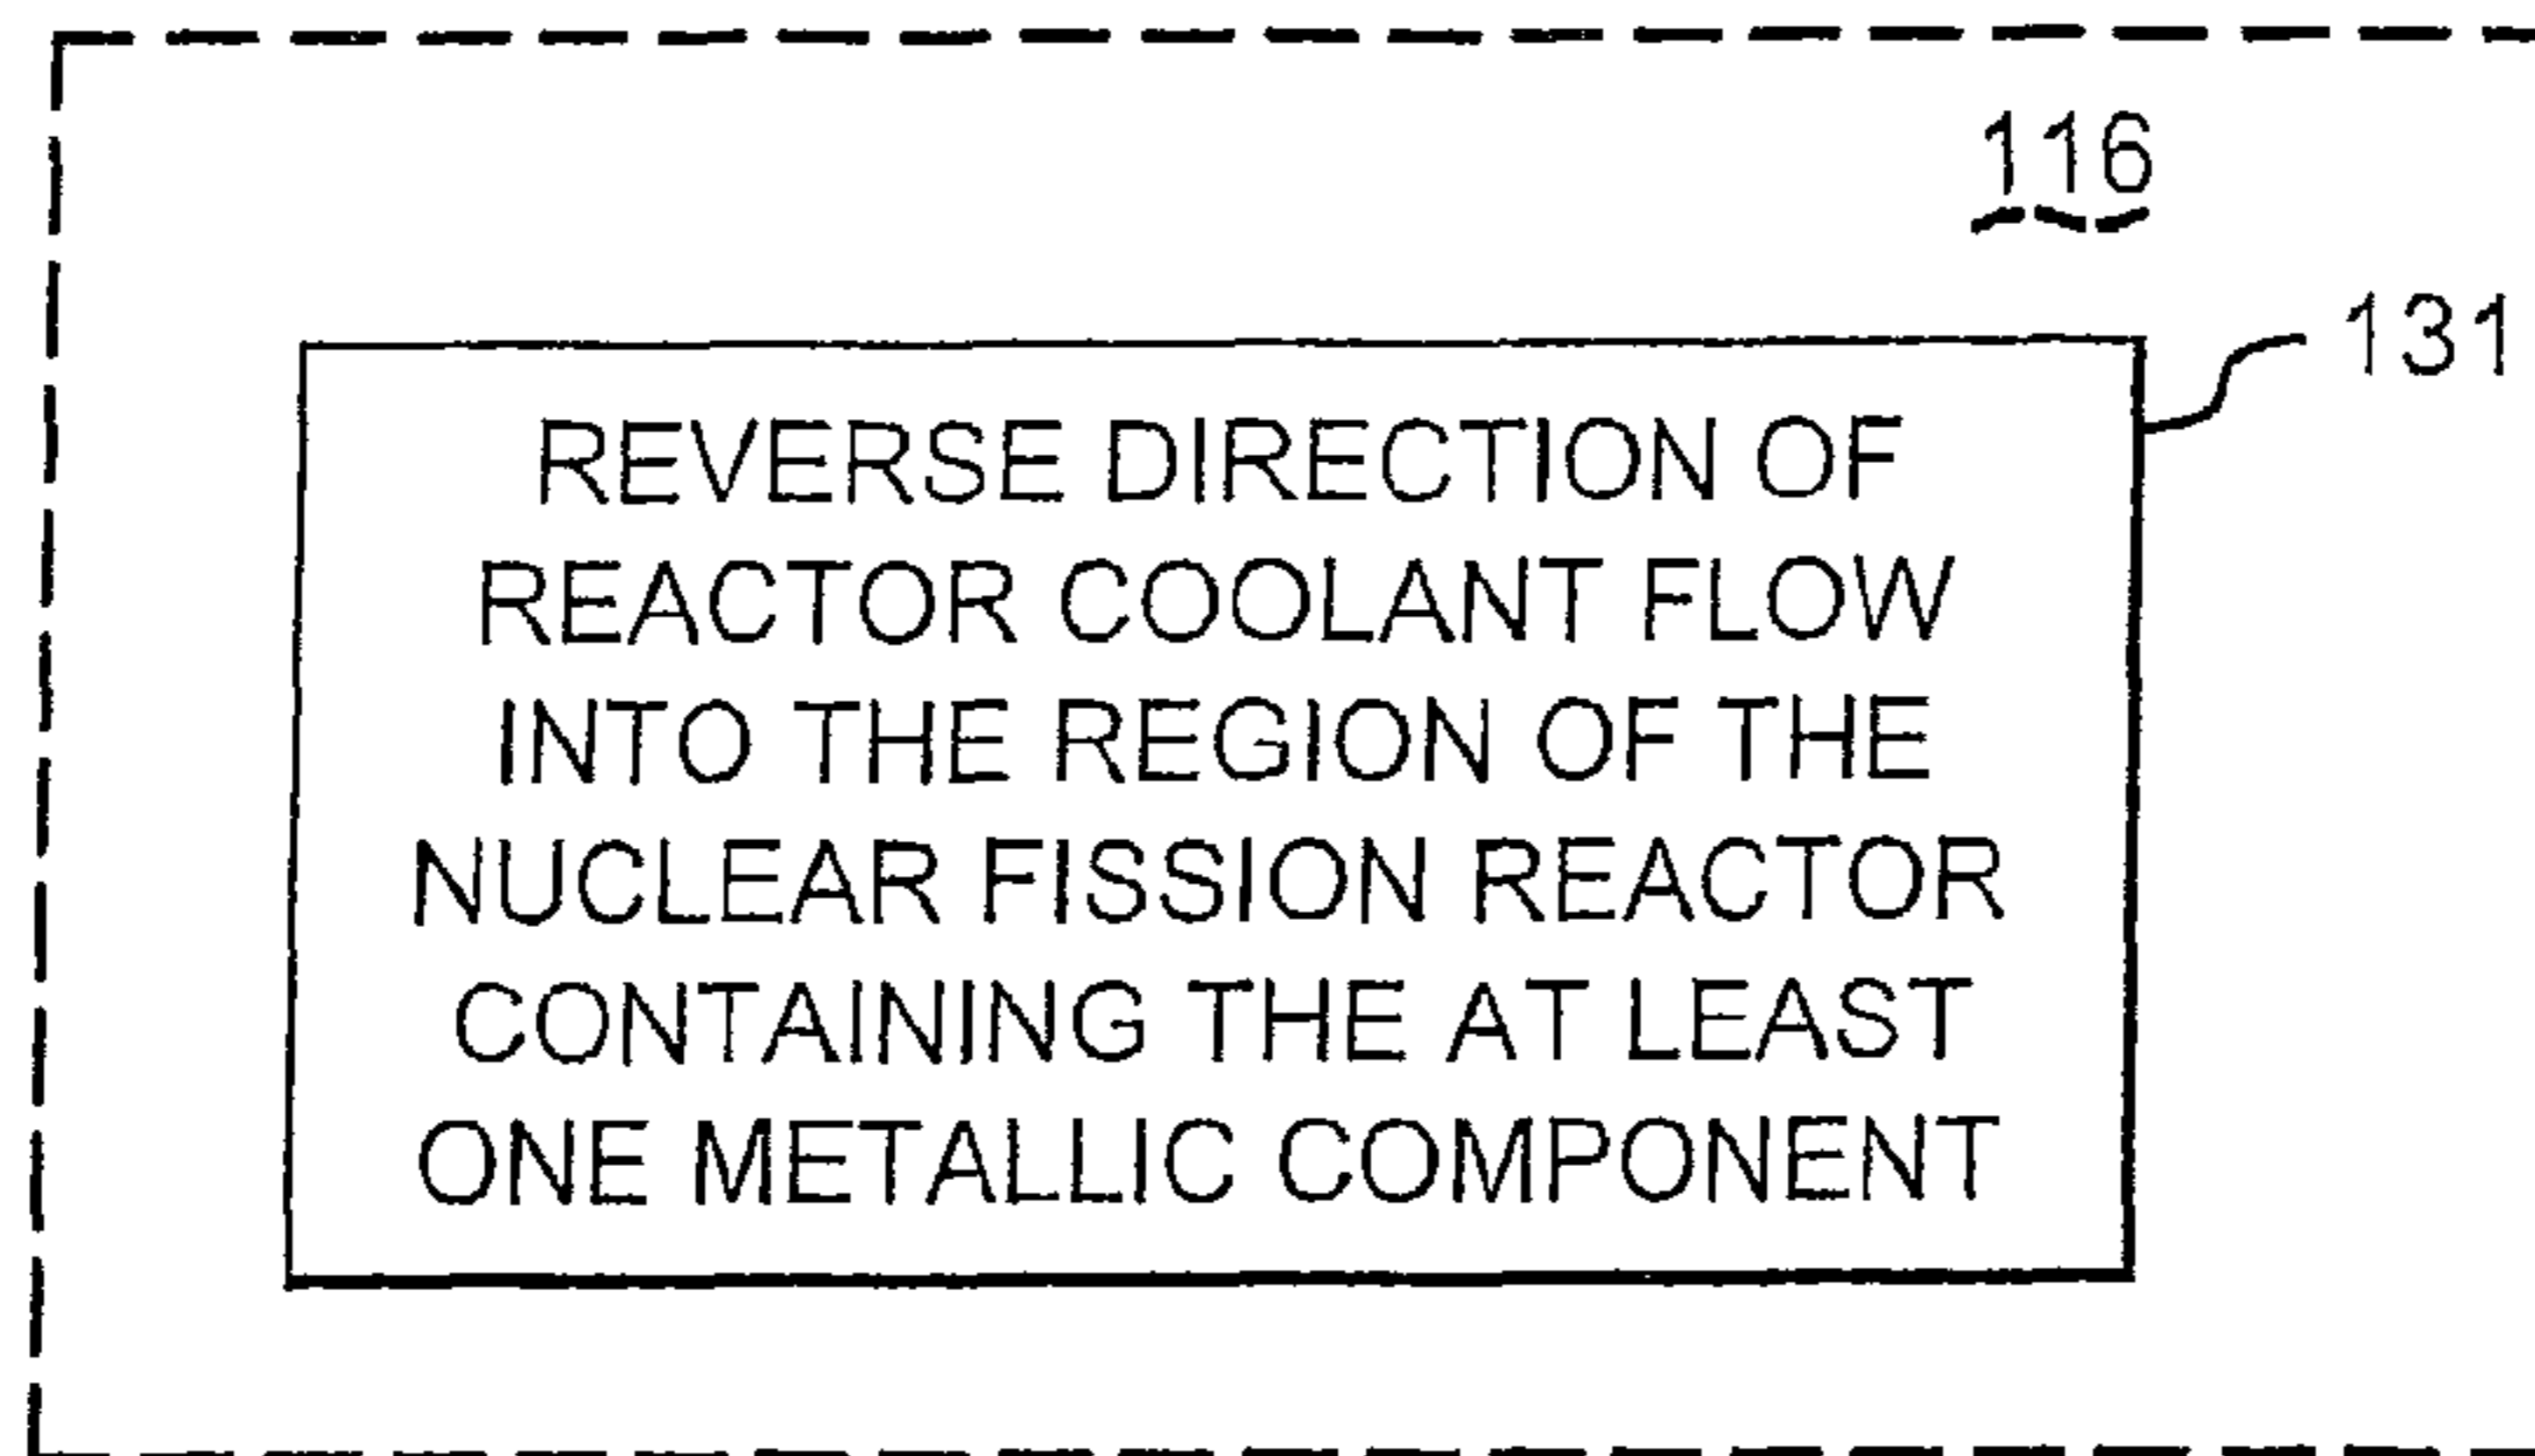 116
131
REVERSE DIRECTION OF
REACTOR COOLANT FLOW
INTO THE REGION OF THE
NUCLEAR FISSION REACTOR
CONTAINING THE AT LEAST
ONE METALLIC COMPONENT